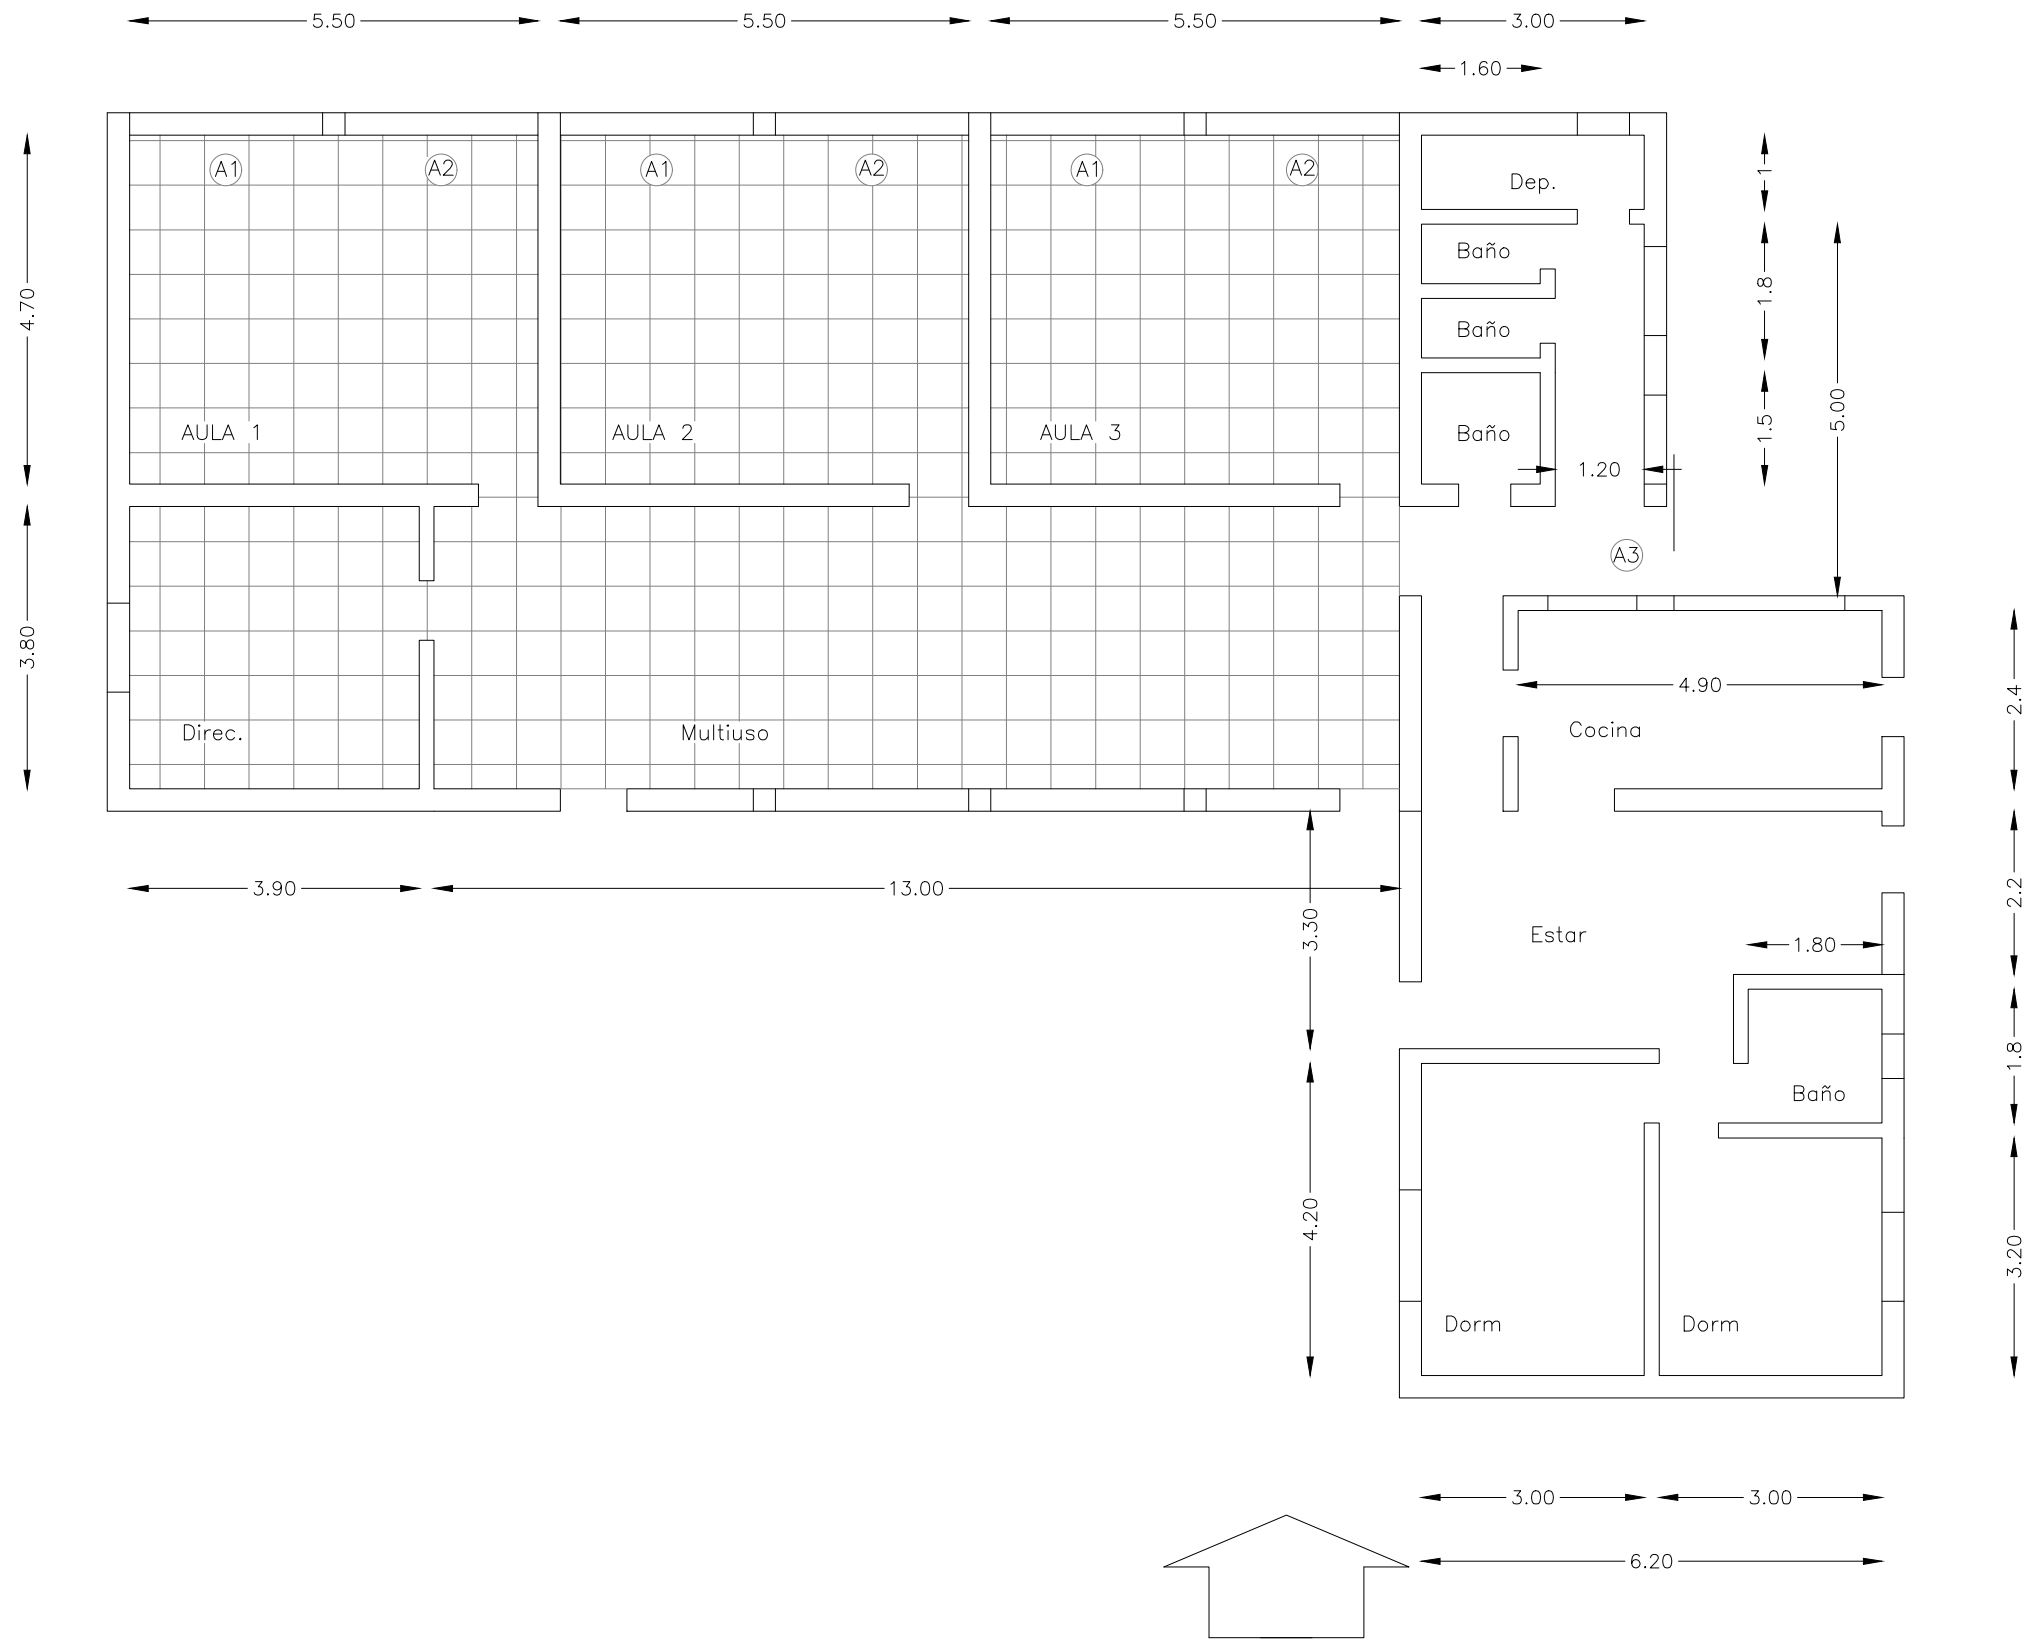 5.50 5.50 5.50 3.00
1.60
A1 A2 A1 A2 A1 A2
Dep.
1
Baño
1.8
4.70
Baño
5.00
AULA 1 AULA 2 AULA 3 Baño
1.5
1.20
A3
3.80
4.90
2.4
Direc. Multiuso Cocina
3.90 13.00
2.2
3.30
Estar
1.80
1.8
Baño
4.20
3.20
Dorm Dorm
3.00 3.00
6.20